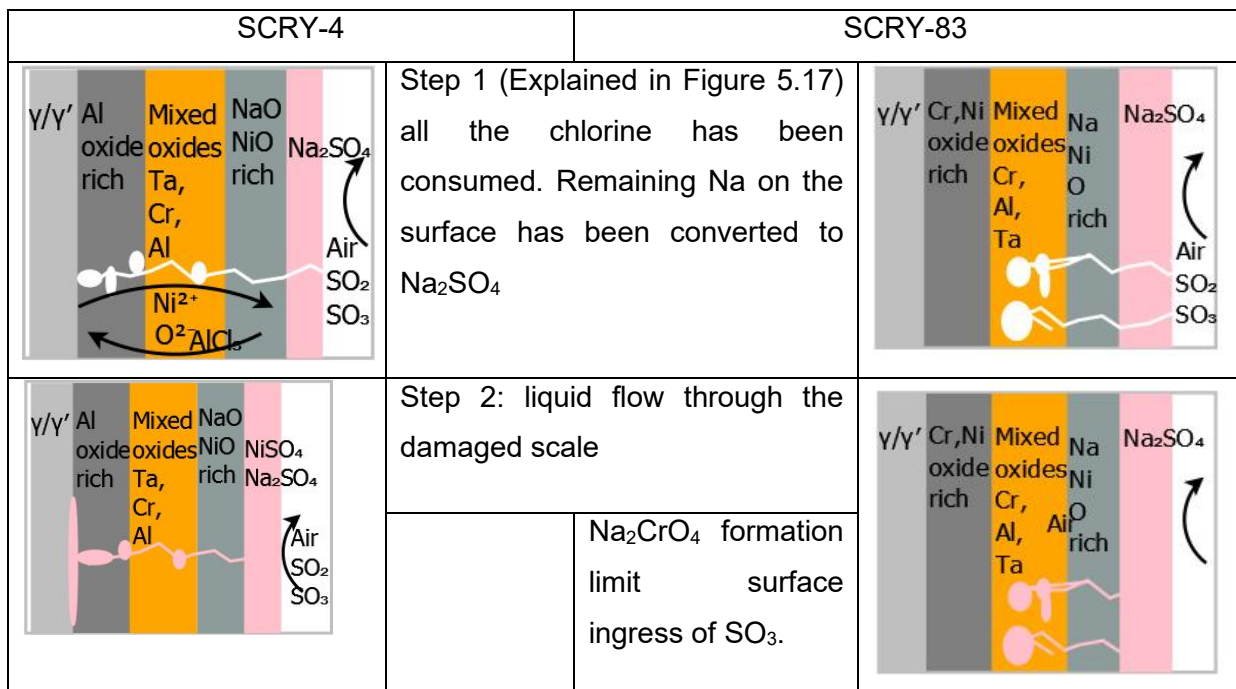 SCRY-4
SCRY-83
γ/γ′ Al oxide rich
Mixed oxides Ta, Cr, Al
NaO NiO rich
Na₂SO₄
Air
SO₂
SO₃
Ni²⁺
O²⁻
AlCl₃
Step 1 (Explained in Figure 5.17)
all the chlorine has been
consumed. Remaining Na on the
surface has been converted to
Na₂SO₄
γ/γ′ Cr,Ni oxide rich
Mixed oxides Cr, Al, Ta
Na Ni O rich
Na₂SO₄
Air
SO₂
SO₃
γ/γ′ Al oxide rich
Mixed oxides Ta, Cr, Al
NaO NiO rich
NiSO₄
Na₂SO₄
Air
SO₂
SO₃
Step 2: liquid flow through the
damaged scale
Na₂CrO₄ formation
limit surface
ingress of SO₃.
γ/γ′ Cr,Ni oxide rich
Mixed oxides Cr, Al, Ta
Na Ni O rich
Air
Na₂SO₄